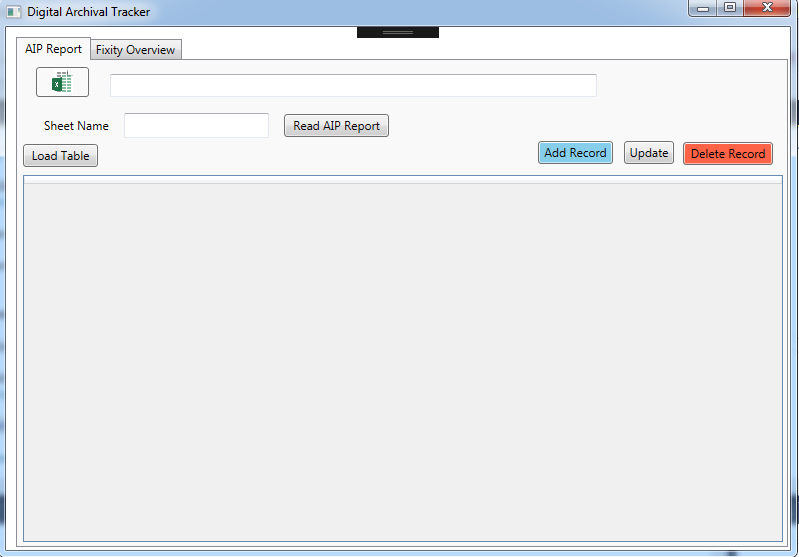 Digital Archival Tracker
AIP Report
Fixity Overview
Sheet Name
Read AIP Report
Load Table
Add Record
Update
Delete Record